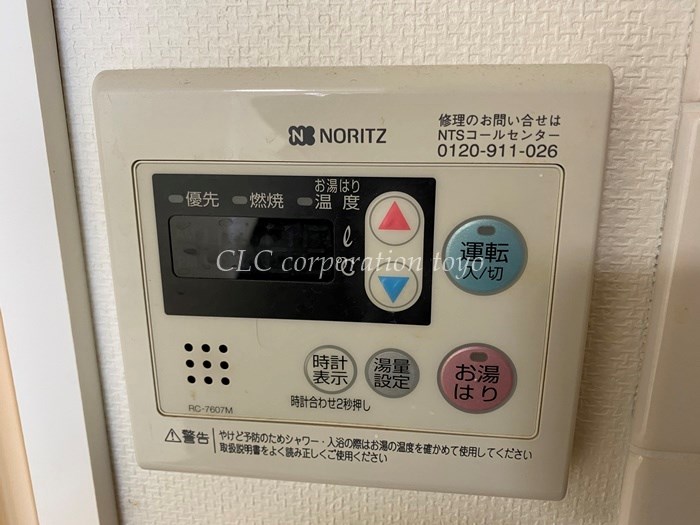 NORITZ
修理のお問い合せは
NTSコールセンター
0120-911-026
優先 燃焼 お湯はり
温度
ℓ
℃
運転
入/切
CLC corporation toyo
時計
表示
湯量
設定
お湯
はり
時計合わせ2秒押し
RC-7607M
⚠警告 やけど予防のためシャワー・入浴の際はお湯の温度を確かめて使用してください
取扱説明書をよく読み正しくご使用ください